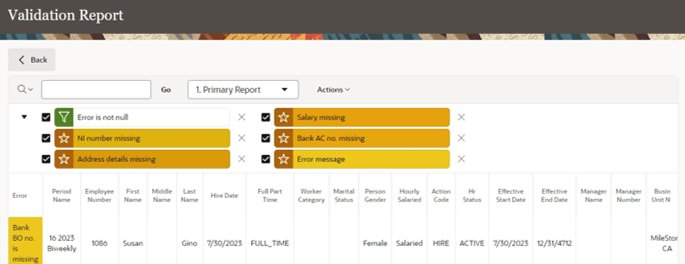 Validation Report
Back
Go
1. Primary Report
Actions
Error is not null
Salary missing
NI number missing
Bank AC no. missing
Address details missing
Error message
Error Period Name Employee Number First Name Middle Name Last Name Hire Date Full Part Time Worker Category Marital Status Person Gender Hourly Salaried Action Code Hr Status Effective Start Date Effective End Date Manager Name Manager Number Busin Unit N
Bank BO no. is missing 16 2023 Biweekly 1086 Susan Gino 7/30/2023 FULL_TIME Female Salaried HIRE ACTIVE 7/30/2023 12/31/4712 MileStor CA